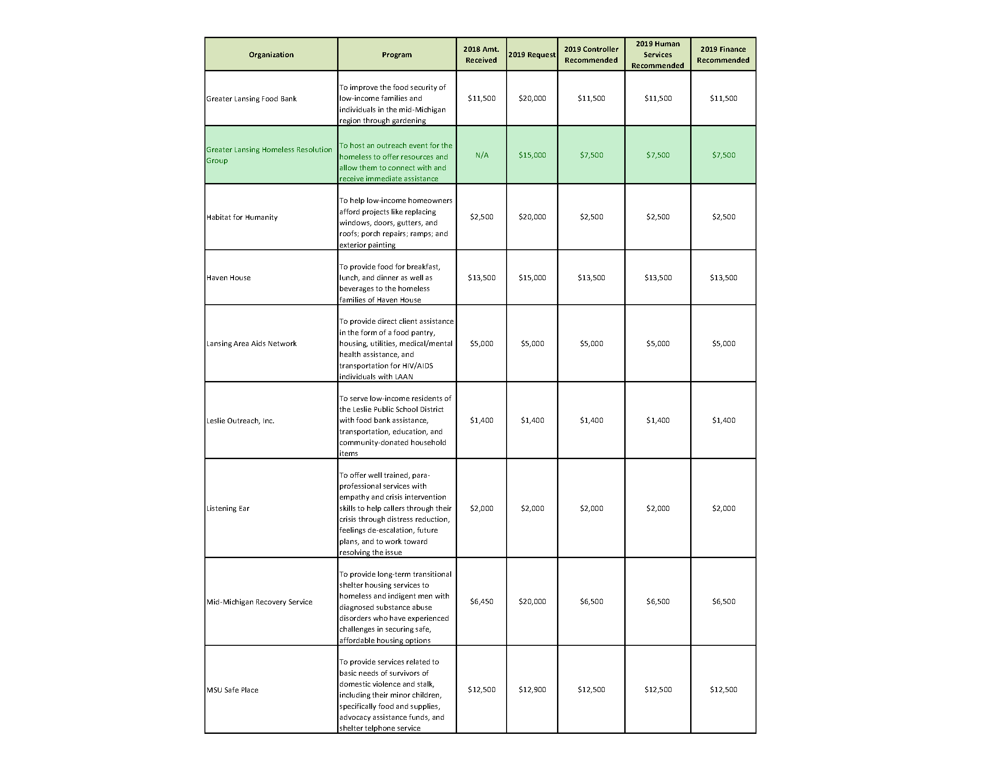 Organization
Program
2018 Amt.
Received
2019 Request
2019 Controller
Recommended
2019 Human
Services
Recommended
2019 Finance
Recommended
Greater Lansing Food Bank
To improve the food security of
low-income families and
individuals in the mid-Michigan
region through gardening
$11,500
$20,000
$11,500
$11,500
$11,500
Greater Lansing Homeless Resolution
Group
To host an outreach event for the
homeless to offer resources and
allow them to connect with and
receive immediate assistance
N/A
$15,000
$7,500
$7,500
$7,500
Habitat for Humanity
To help low-income homeowners
afford projects like replacing
windows, doors, gutters, and
roofs; porch repairs; ramps; and
exterior painting
$2,500
$20,000
$2,500
$2,500
$2,500
Haven House
To provide food for breakfast,
lunch, and dinner as well as
beverages to the homeless
families of Haven House
$13,500
$15,000
$13,500
$13,500
$13,500
Lansing Area Aids Network
To provide direct client assistance
in the form of a food pantry,
housing, utilities, medical/mental
health assistance, and
transportation for HIV/AIDS
individuals with LAAN
$5,000
$5,000
$5,000
$5,000
$5,000
Leslie Outreach, Inc.
To serve low-income residents of
the Leslie Public School District
with food bank assistance,
transportation, education, and
community-donated household
items
$1,400
$1,400
$1,400
$1,400
$1,400
Listening Ear
To offer well trained, para-
professional services with
empathy and crisis intervention
skills to help callers through their
crisis through distress reduction,
feelings de-escalation, future
plans, and to work toward
resolving the issue
$2,000
$2,000
$2,000
$2,000
$2,000
Mid-Michigan Recovery Service
To provide long-term transitional
shelter housing services to
homeless and indigent men with
diagnosed substance abuse
disorders who have experienced
challenges in securing safe,
affordable housing options
$6,450
$20,000
$6,500
$6,500
$6,500
MSU Safe Place
To provide services related to
basic needs of survivors of
domestic violence and stalk,
including their minor children,
specifically food and supplies,
advocacy assistance funds, and
shelter telphone service
$12,500
$12,900
$12,500
$12,500
$12,500